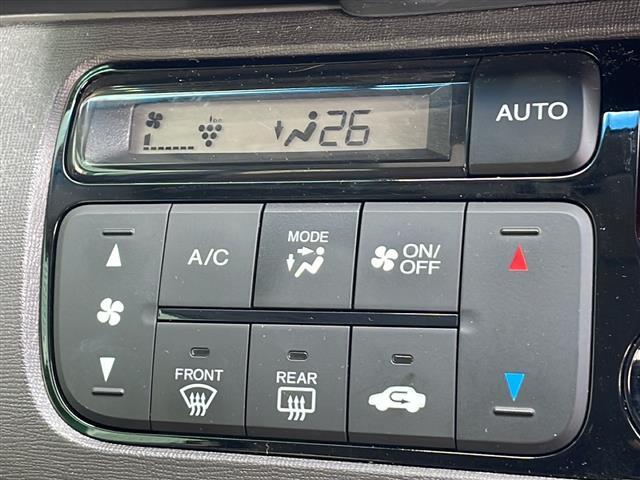 26
AUTO
A/C
MODE
ON/
OFF
FRONT
REAR